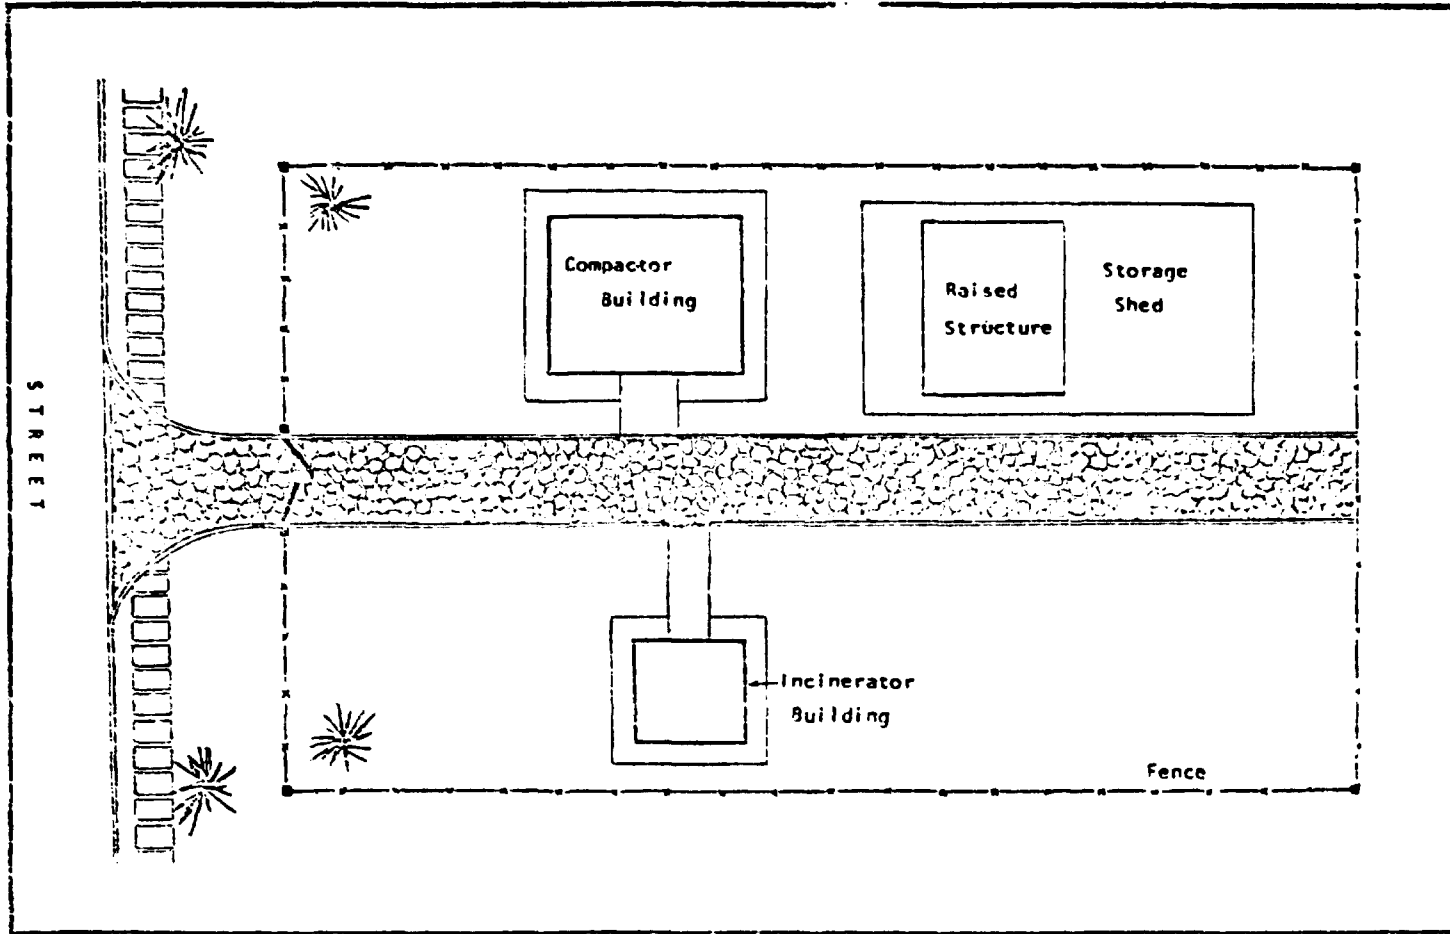 STREET
Compactor
Building
Raised
Structure
Storage
Shed
Incinerator
Building
Fence